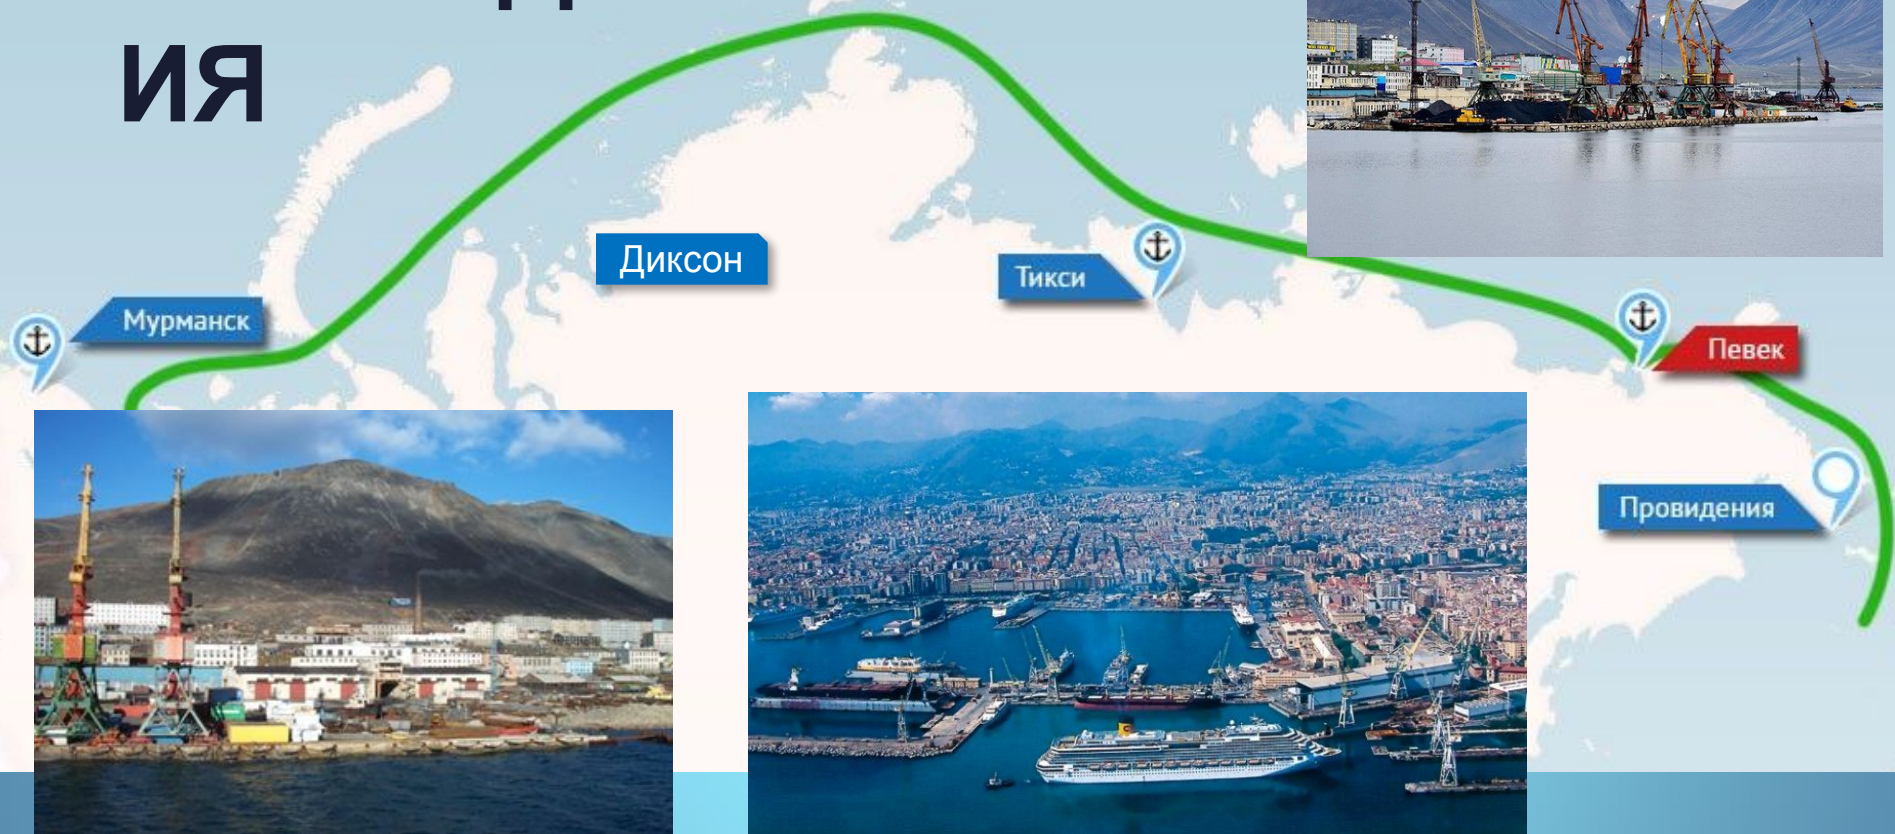 ИЯ
Диксон
Тикси
Мурманск
Певек
Провидения